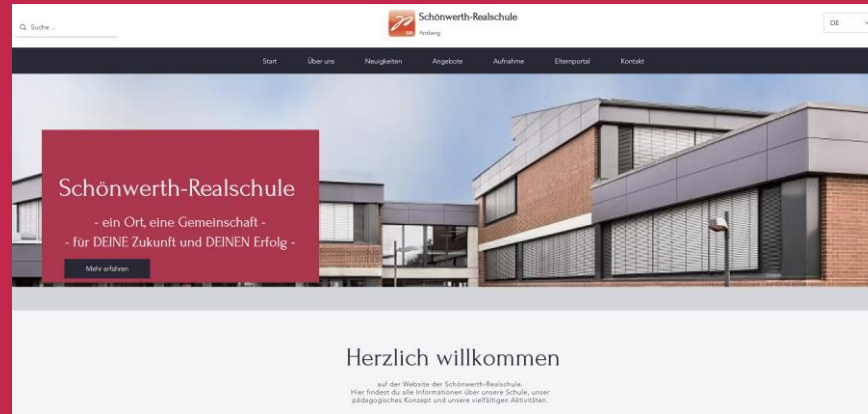 Suche ...
Schönwerth-Realschule
Amberg
DE
Start Über uns Neuigkeiten Angebote Aufnahme Elternportal Kontakt
Schönwerth-Realschule
- ein Ort, eine Gemeinschaft -
- für DEINE Zukunft und DEINEN Erfolg -
Mehr erfahren
Herzlich willkommen
auf der Website der Schönwerth-Realschule.
Hier findest du alle Informationen über unsere Schule, unser
pädagogisches Konzept und unsere vielfältigen Aktivitäten.